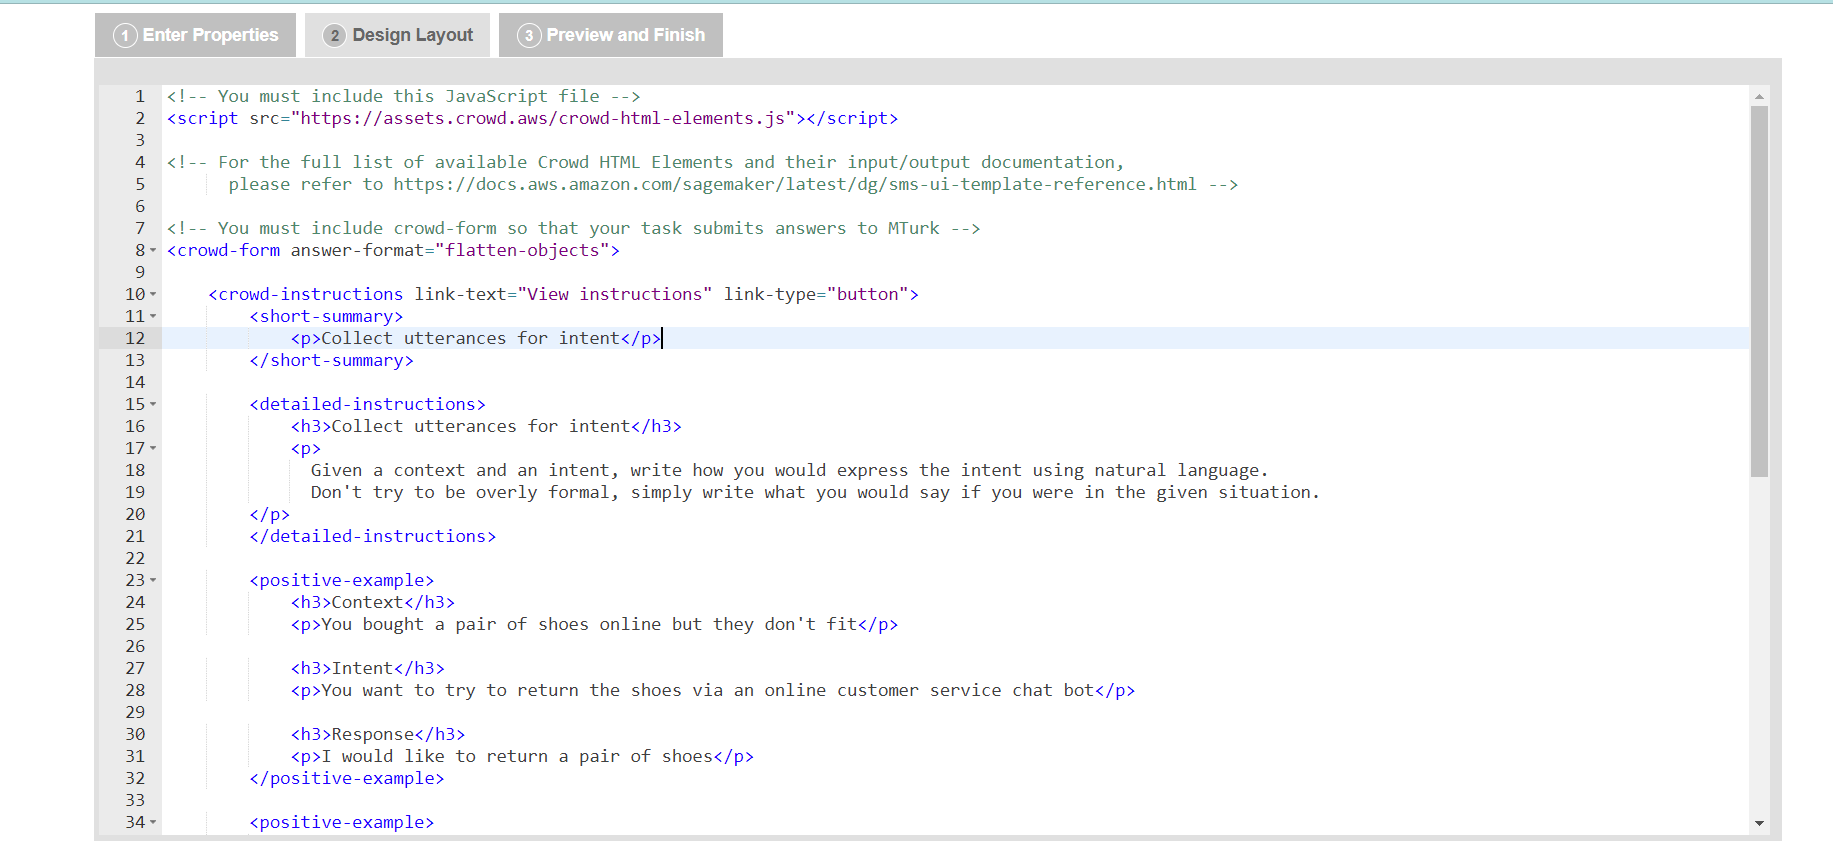 1 Enter Properties
2 Design Layout
3 Preview and Finish
1 <!-- You must include this JavaScript file -->
2 <script src="https://assets.crowd.aws/crowd-html-elements.js"></script>
3
4 <!-- For the full list of available Crowd HTML Elements and their input/output documentation,
5 please refer to https://docs.aws.amazon.com/sagemaker/latest/dg/sms-ui-template-reference.html -->
6
7 <!-- You must include crowd-form so that your task submits answers to MTurk -->
8 <crowd-form answer-format="flatten-objects">
9
10 <crowd-instructions link-text="View instructions" link-type="button">
11 <short-summary>
12 <p>Collect utterances for intent</p>
13 </short-summary>
14
15 <detailed-instructions>
16 <h3>Collect utterances for intent</h3>
17 <p>
18 Given a context and an intent, write how you would express the intent using natural language.
19 Don't try to be overly formal, simply write what you would say if you were in the given situation.
20 </p>
21 </detailed-instructions>
22
23 <positive-example>
24 <h3>Context</h3>
25 <p>You bought a pair of shoes online but they don't fit</p>
26
27 <h3>Intent</h3>
28 <p>You want to try to return the shoes via an online customer service chat bot</p>
29
30 <h3>Response</h3>
31 <p>I would like to return a pair of shoes</p>
32 </positive-example>
33
34 <positive-example>